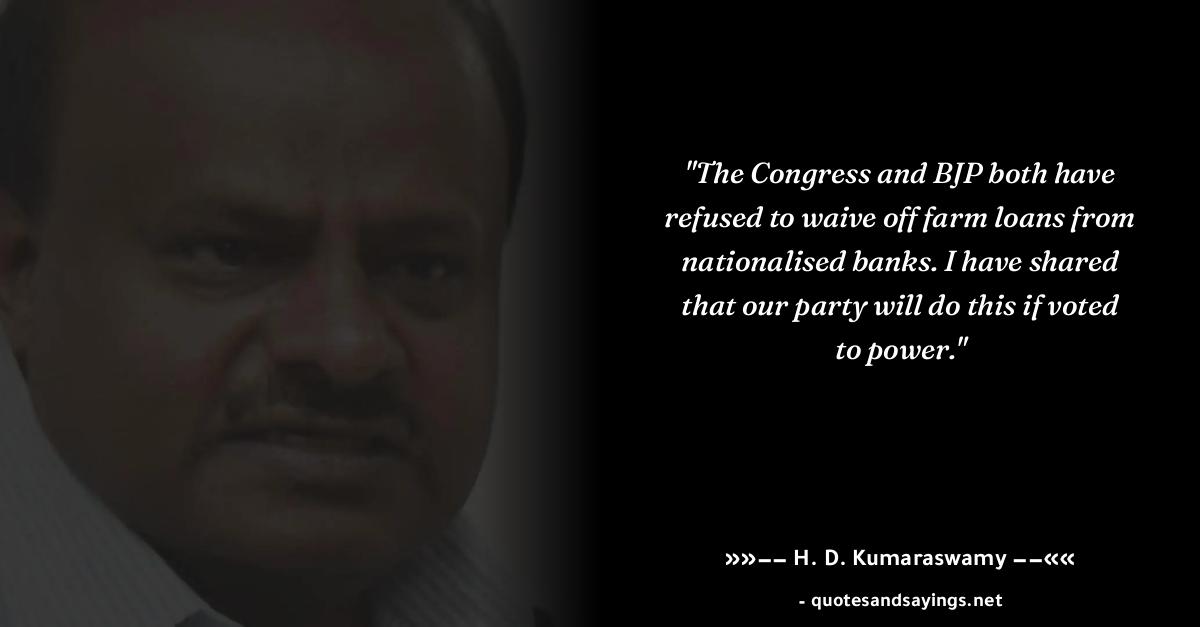 "The Congress and BJP both have
refused to waive off farm loans from
nationalised banks. I have shared
that our party will do this if voted
to power."
»»−− H. D. Kumaraswamy −−««
- quotesandsayings.net